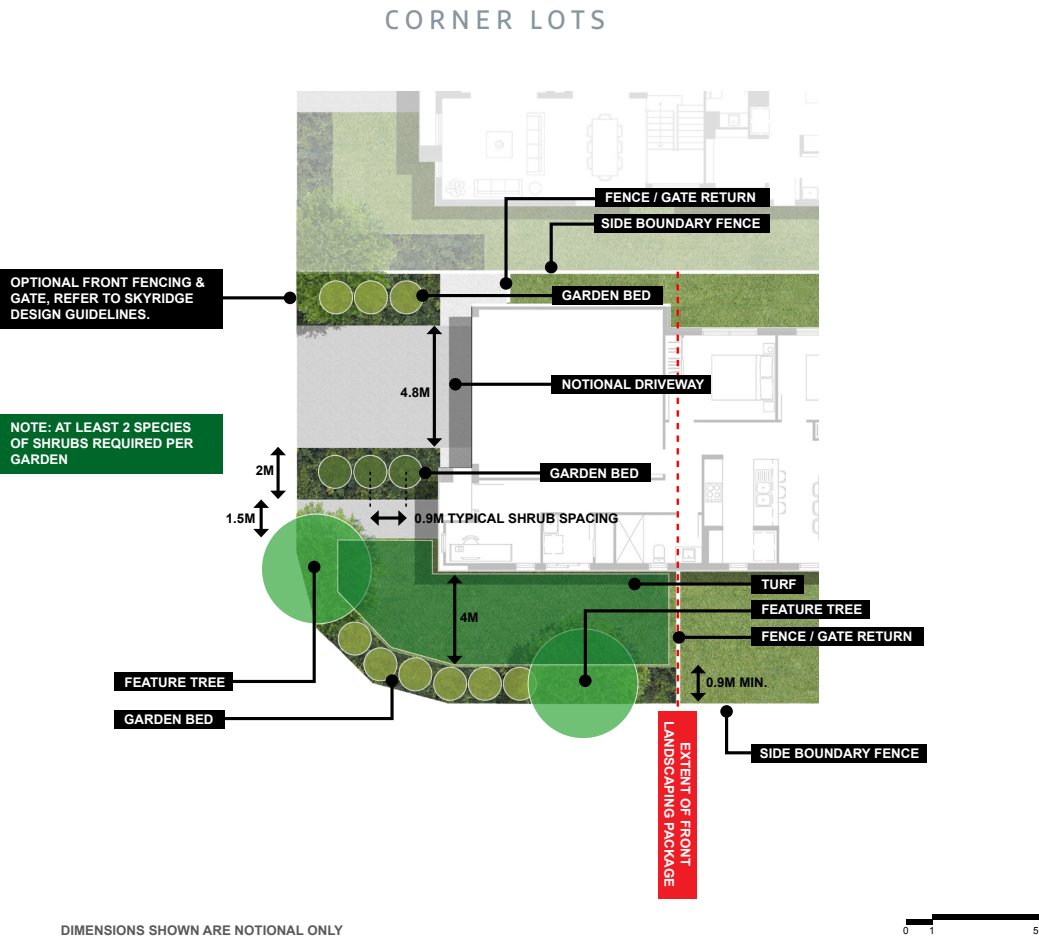 CORNER LOTS
FENCE / GATE RETURN
SIDE BOUNDARY FENCE
OPTIONAL FRONT FENCING &
GATE, REFER TO SKYRIDGE
DESIGN GUIDELINES.
GARDEN BED
4.8M
NOTIONAL DRIVEWAY
NOTE: AT LEAST 2 SPECIES
OF SHRUBS REQUIRED PER
GARDEN
2M
GARDEN BED
1.5M
0.9M TYPICAL SHRUB SPACING
TURF
FEATURE TREE
4M
FENCE / GATE RETURN
FEATURE TREE
0.9M MIN.
GARDEN BED
EXTENT OF FRONT
LANDSCAPING PACKAGE
SIDE BOUNDARY FENCE
DIMENSIONS SHOWN ARE NOTIONAL ONLY
0 1 5